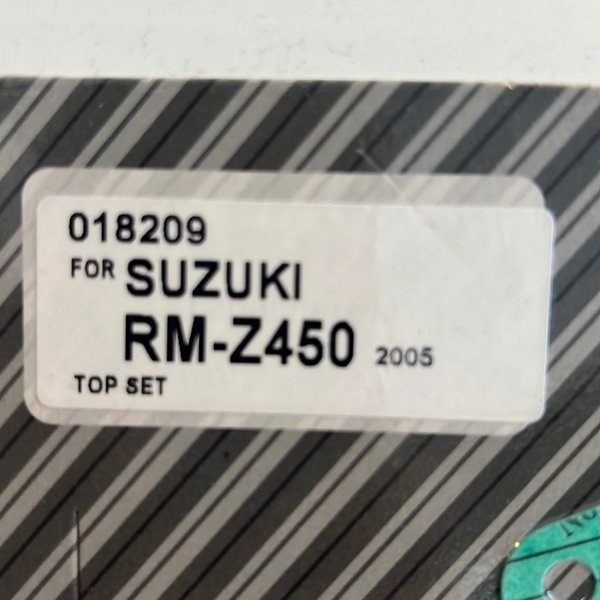 018209
FOR SUZUKI
RM-Z450 2005
TOP SET